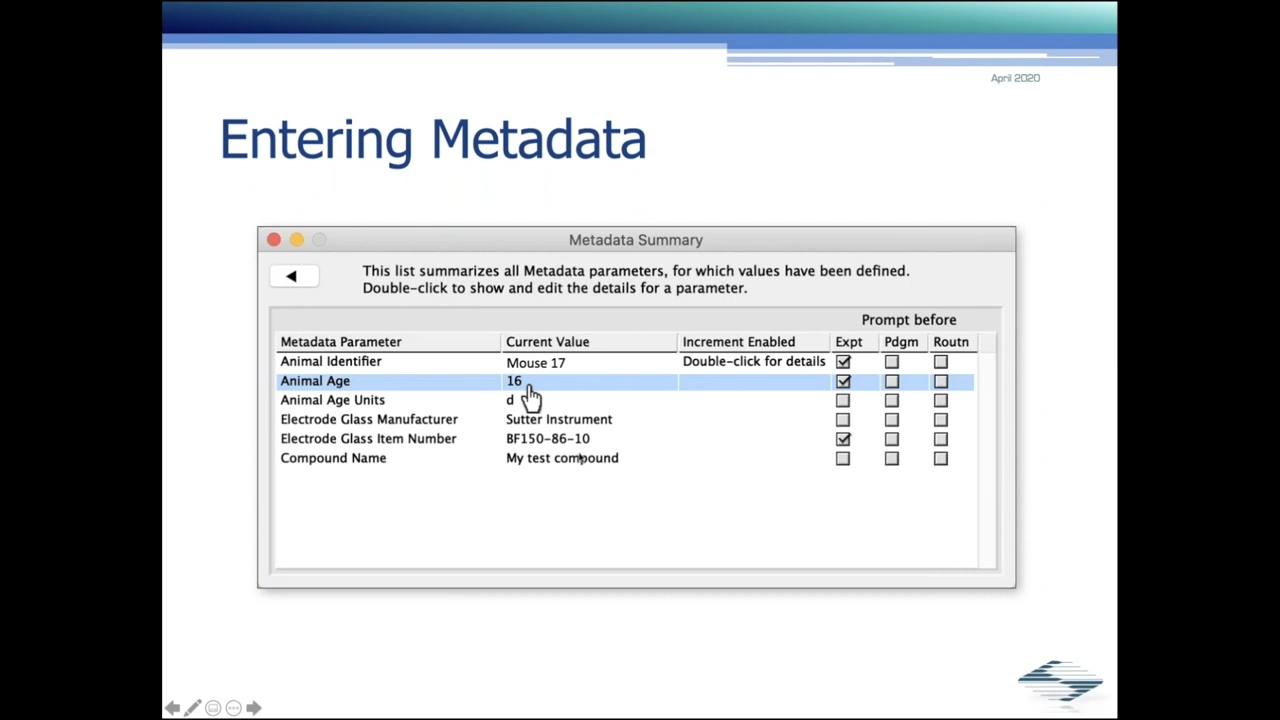 April 2020
Entering Metadata
Metadata Summary
This list summarizes all Metadata parameters, for which values have been defined.
Double-click to show and edit the details for a parameter.
Prompt before
Metadata Parameter Current Value Increment Enabled Expt Pdgm Routn
Animal Identifier Mouse 17 Double-click for details
Animal Age 16
Animal Age Units d
Electrode Glass Manufacturer Sutter Instrument
Electrode Glass Item Number BF150-86-10
Compound Name My test compound